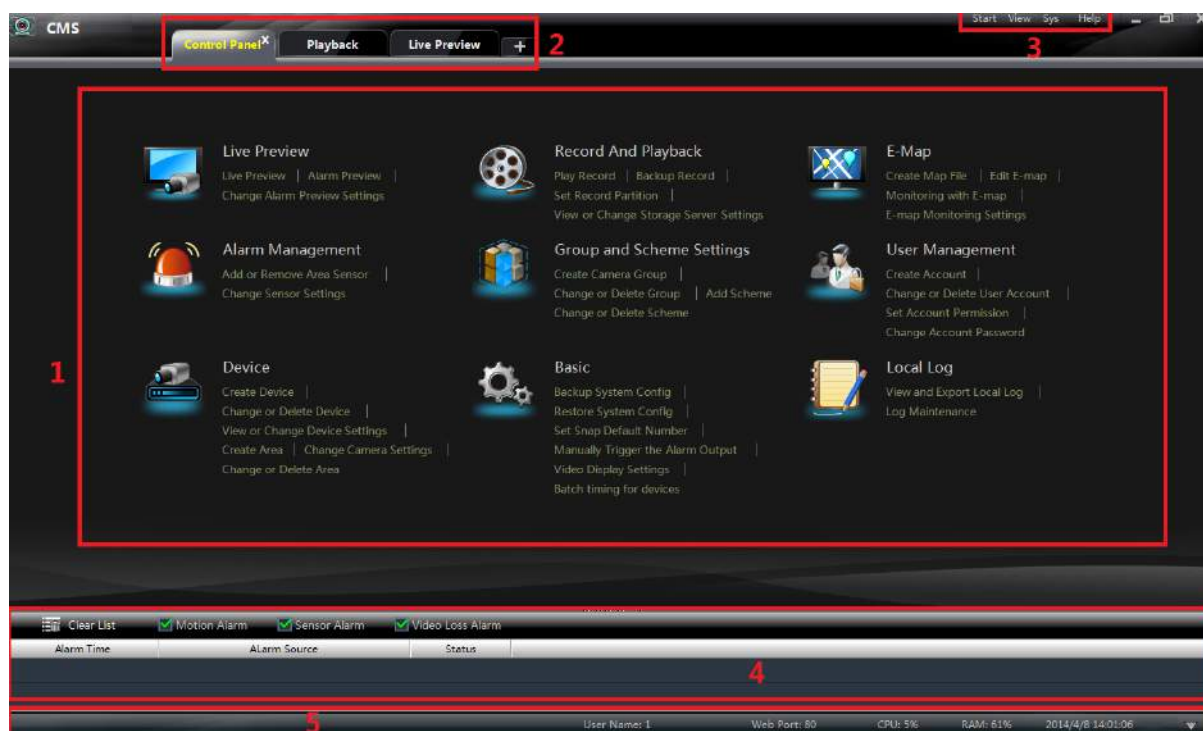 CMS
Start View Sys Help
Control Panel X Playback Live Preview +
2
3
Live Preview
Live Preview | Alarm Preview |
Change Alarm Preview Settings
Record And Playback
Play Record | Backup Record |
Set Record Partition |
View or Change Storage Server Settings
E-Map
Create Map File | Edit E-map |
Monitoring with E-map |
E-map Monitoring Settings
Alarm Management
Add or Remove Area Sensor |
Change Sensor Settings
Group and Scheme Settings
Create Camera Group |
Change or Delete Group | Add Scheme
Change or Delete Scheme
User Management
Create Account |
Change or Delete User Account |
Set Account Permission |
Change Account Password
1
Device
Create Device |
Change or Delete Device |
View or Change Device Settings |
Create Area | Change Camera Settings |
Change or Delete Area
Basic
Backup System Config |
Restore System Config |
Set Snap Default Number |
Manually Trigger the Alarm Output |
Video Display Settings |
Batch timing for devices
Local Log
View and Export Local Log |
Log Maintenance
Clear List Motion Alarm Sensor Alarm Video Loss Alarm
Alarm Time ALarm Source Status
4
5
User Name: 1 Web Port: 80 CPU: 5% RAM: 61% 2014/4/8 14:01:06